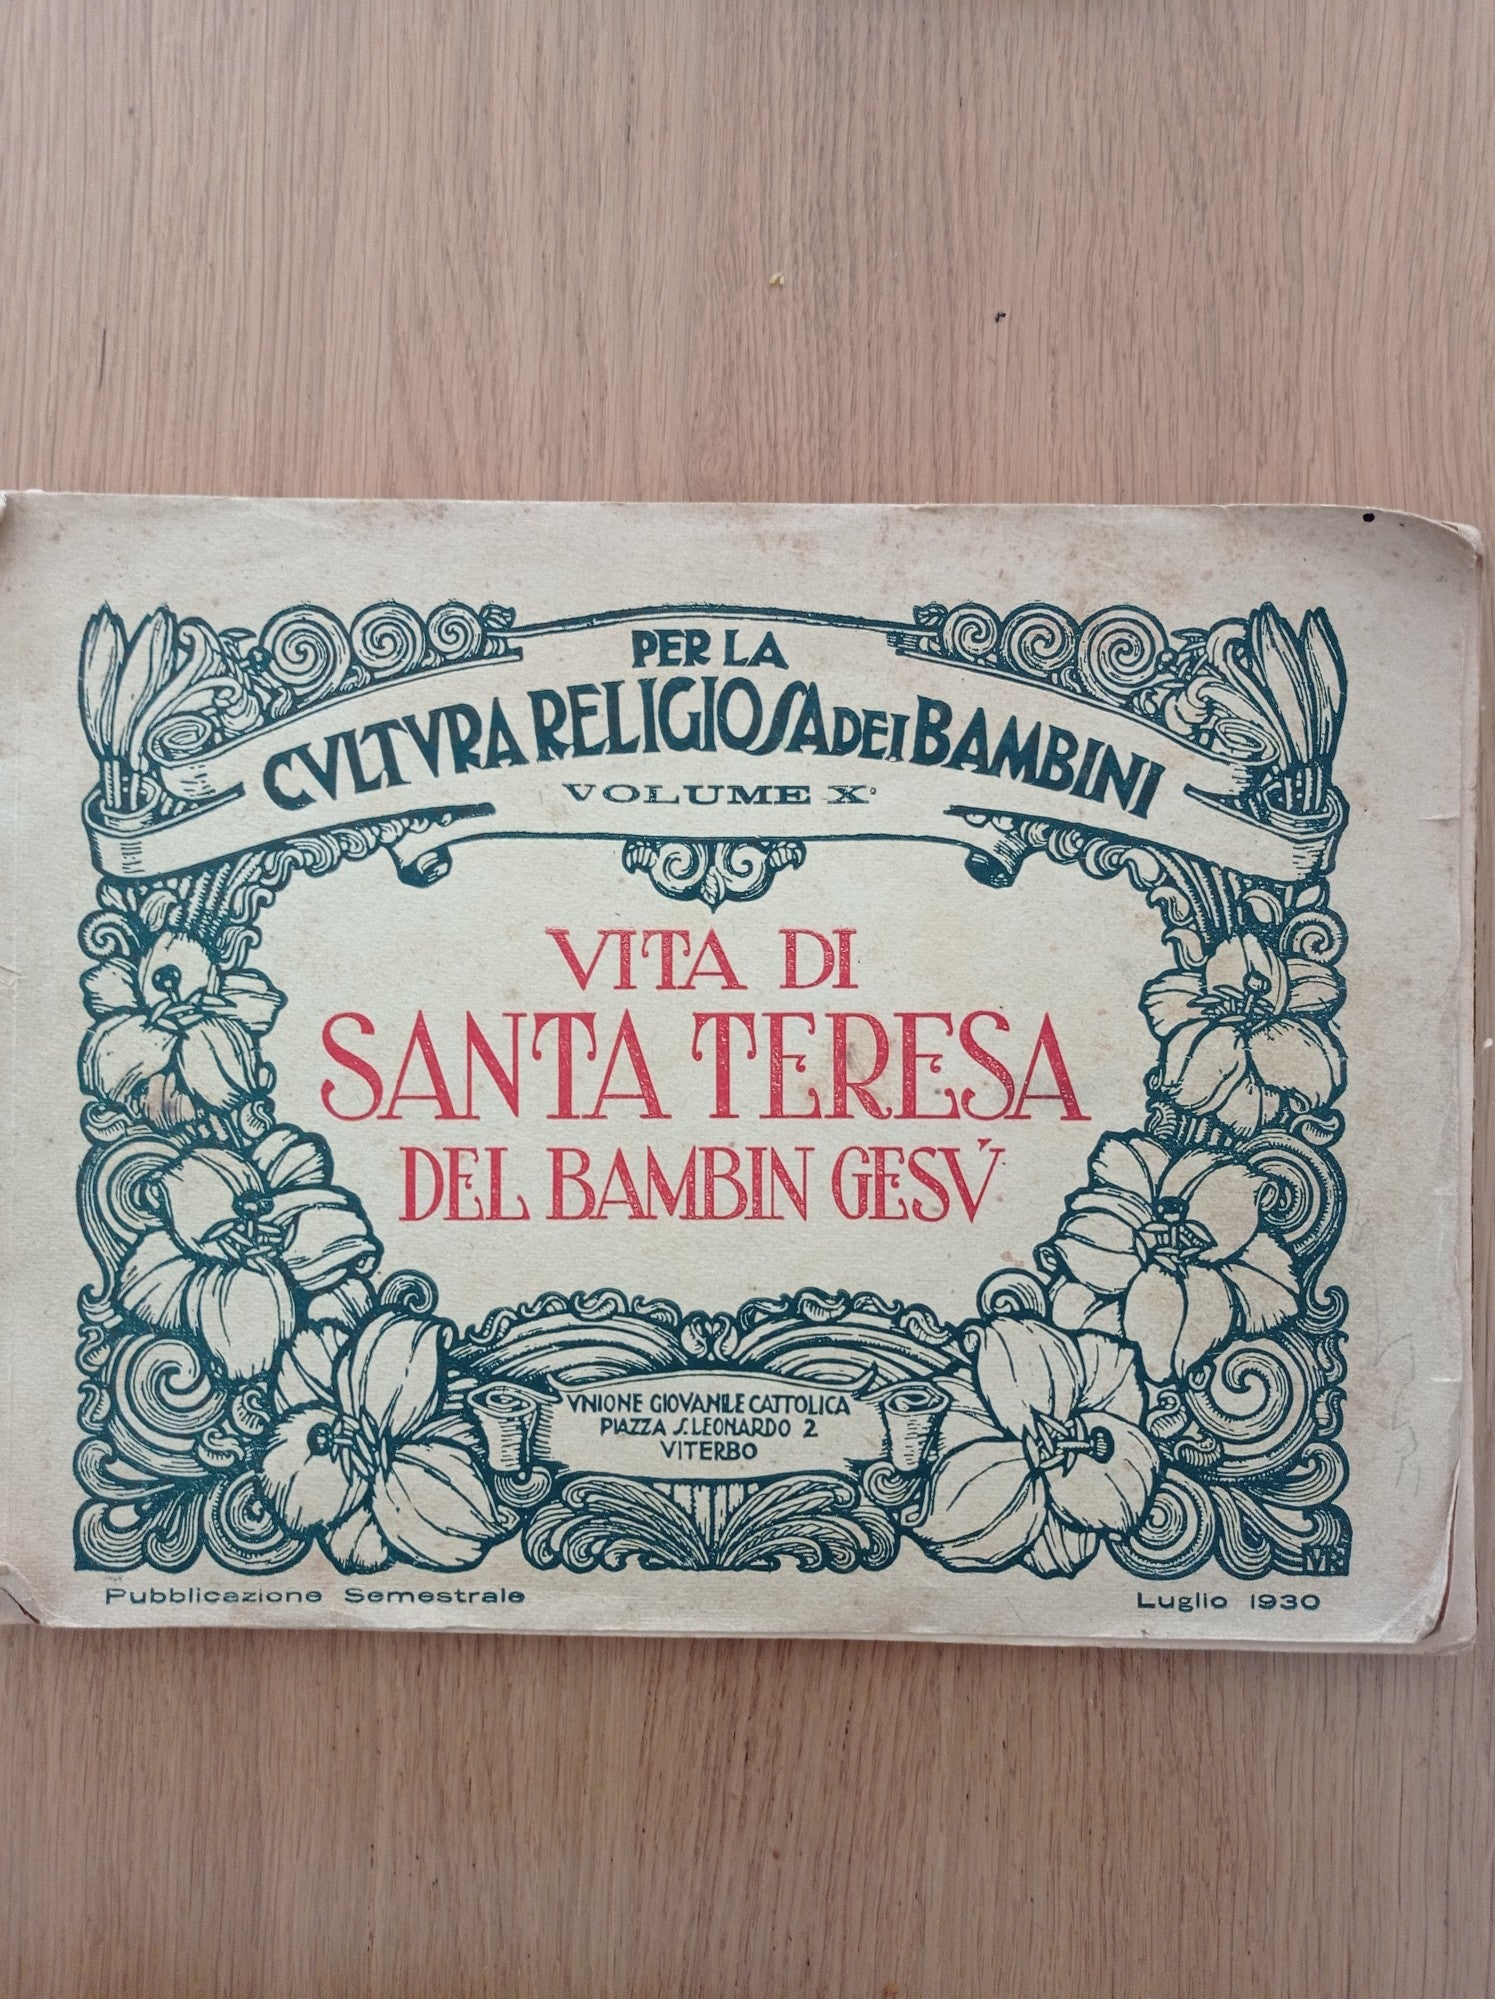 PER LA
CVLTVRA RELIGIOSA DEI BAMBINI
VOLUME X°
VITA DI
SANTA TERESA
DEL BAMBIN GESV̀
VNIONE GIOVANILE CATTOLICA
PIAZZA S. LEONARDO 2
VITERBO
Pubblicazione Semestrale
Luglio 1930